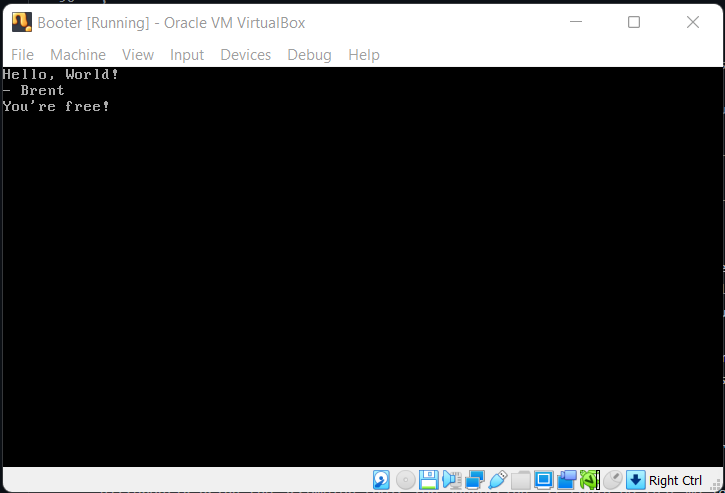 Booter [Running] - Oracle VM VirtualBox
File Machine View Input Devices Debug Help
Hello, World!
- Brent
You're free!
Right Ctrl